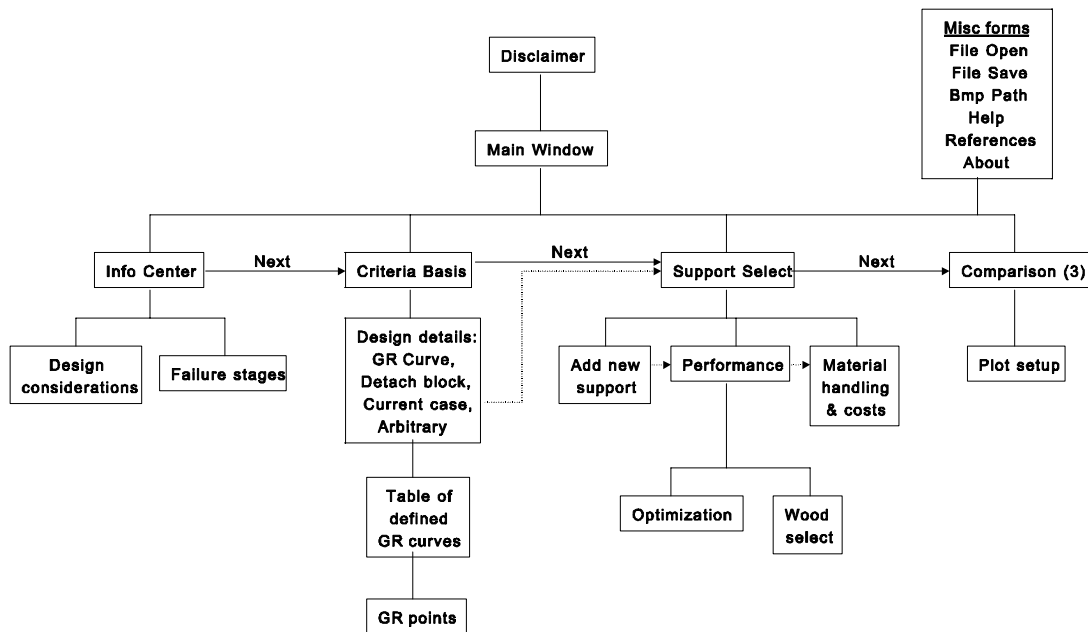 Disclaimer
Main Window
Misc forms
File Open
File Save
Bmp Path
Help
References
About
Info Center
Next
Criteria Basis
Next
Support Select
Next
Comparison (3)
Design
considerations
Failure stages
Design details:
GR Curve,
Detach block,
Current case,
Arbitrary
Add new
support
Performance
Material
handling
& costs
Plot setup
Table of
defined
GR curves
Optimization
Wood
select
GR points